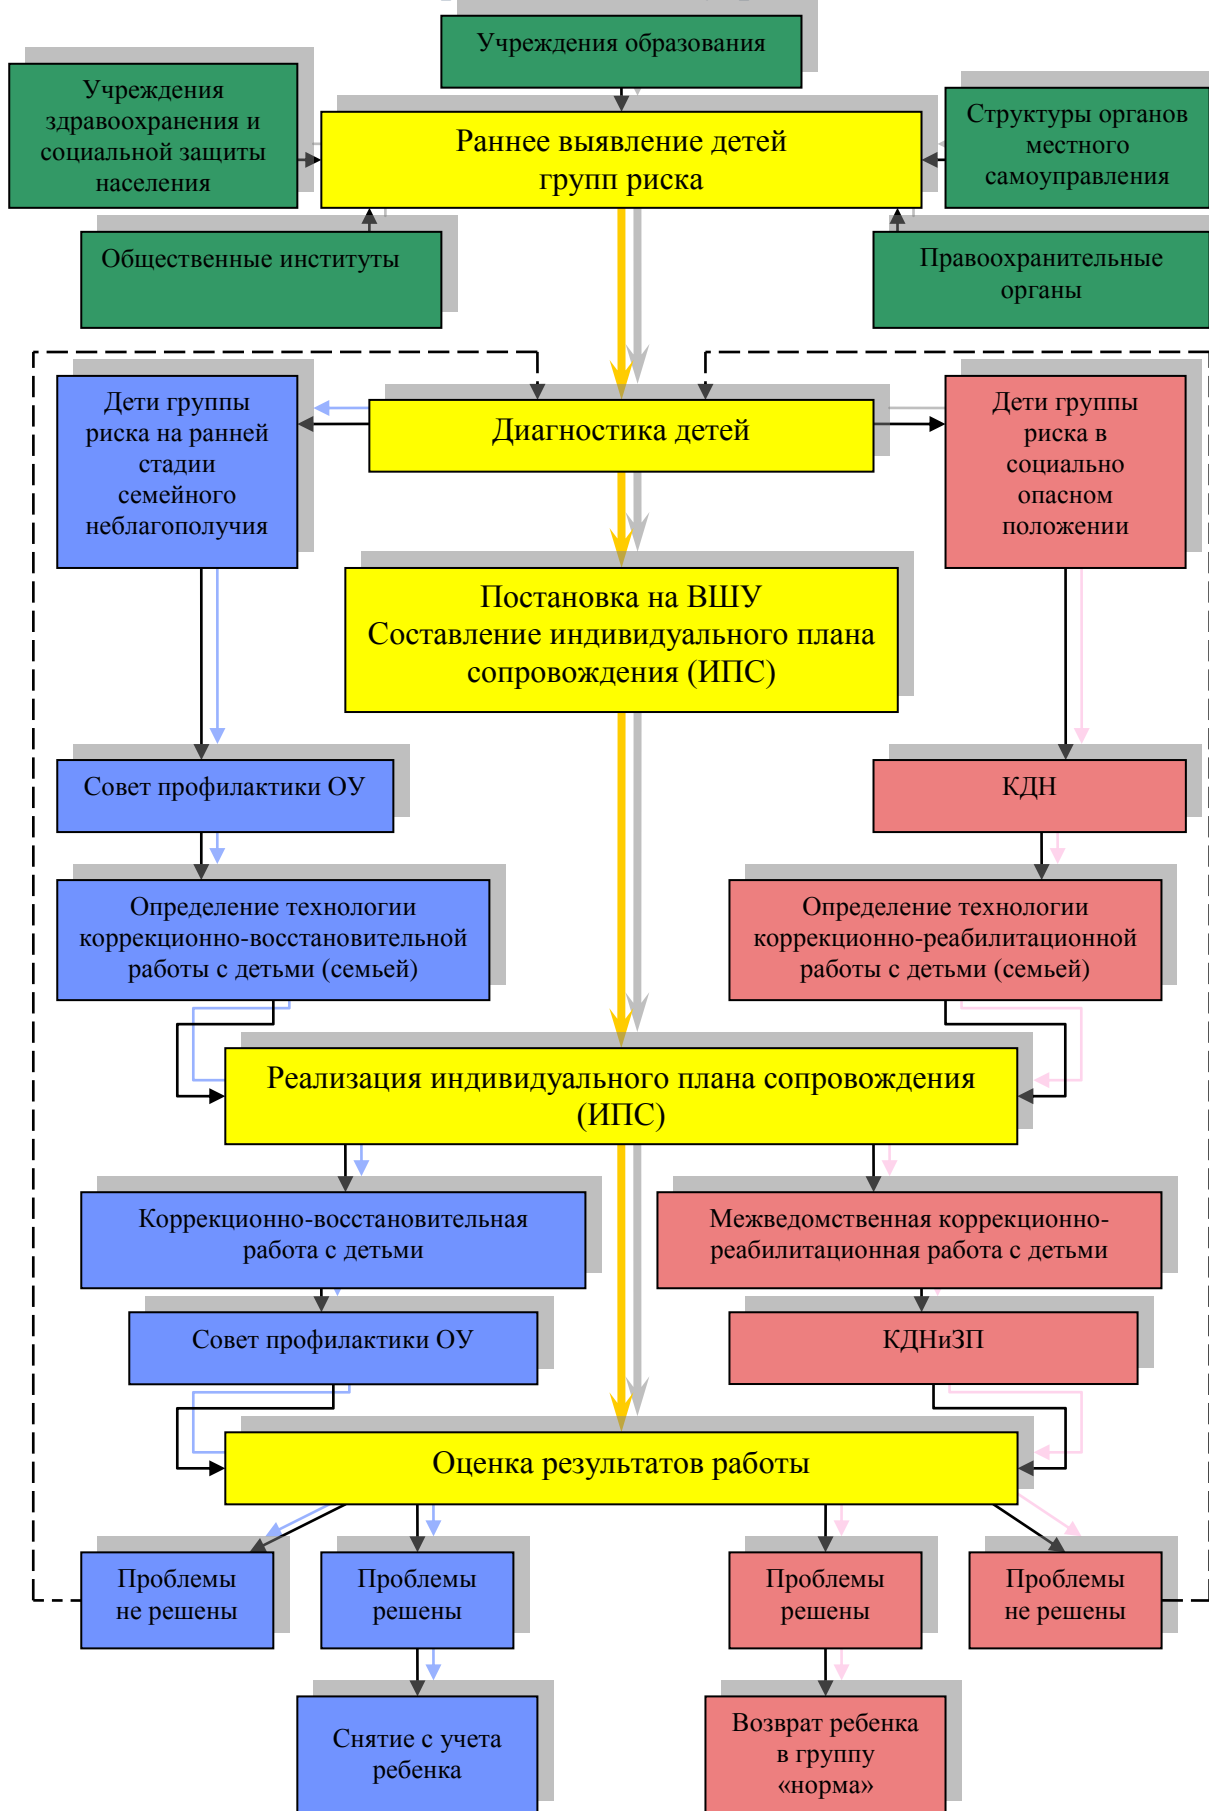 Учреждения образования
Учреждения
здравоохранения и
социальной защиты
населения
Раннее выявление детей
групп риска
Структуры органов
местного
самоуправления
Общественные институты
Правоохранительные
органы
Дети группы
риска на ранней
стадии
семейного
неблагополучия
Диагностика детей
Дети группы
риска в
социально
опасном
положении
Постановка на ВШУ
Составление индивидуального плана
сопровождения (ИПС)
Совет профилактики ОУ
КДН
Определение технологии
коррекционно-восстановительной
работы с детьми (семьей)
Определение технологии
коррекционно-реабилитационной
работы с детьми (семьей)
Реализация индивидуального плана сопровождения
(ИПС)
Коррекционно-восстановительная
работа с детьми
Межведомственная коррекционно-
реабилитационная работа с детьми
Совет профилактики ОУ
КДНиЗП
Оценка результатов работы
Проблемы
не решены
Проблемы
решены
Проблемы
решены
Проблемы
не решены
Снятие с учета
ребенка
Возврат ребенка
в группу
«норма»